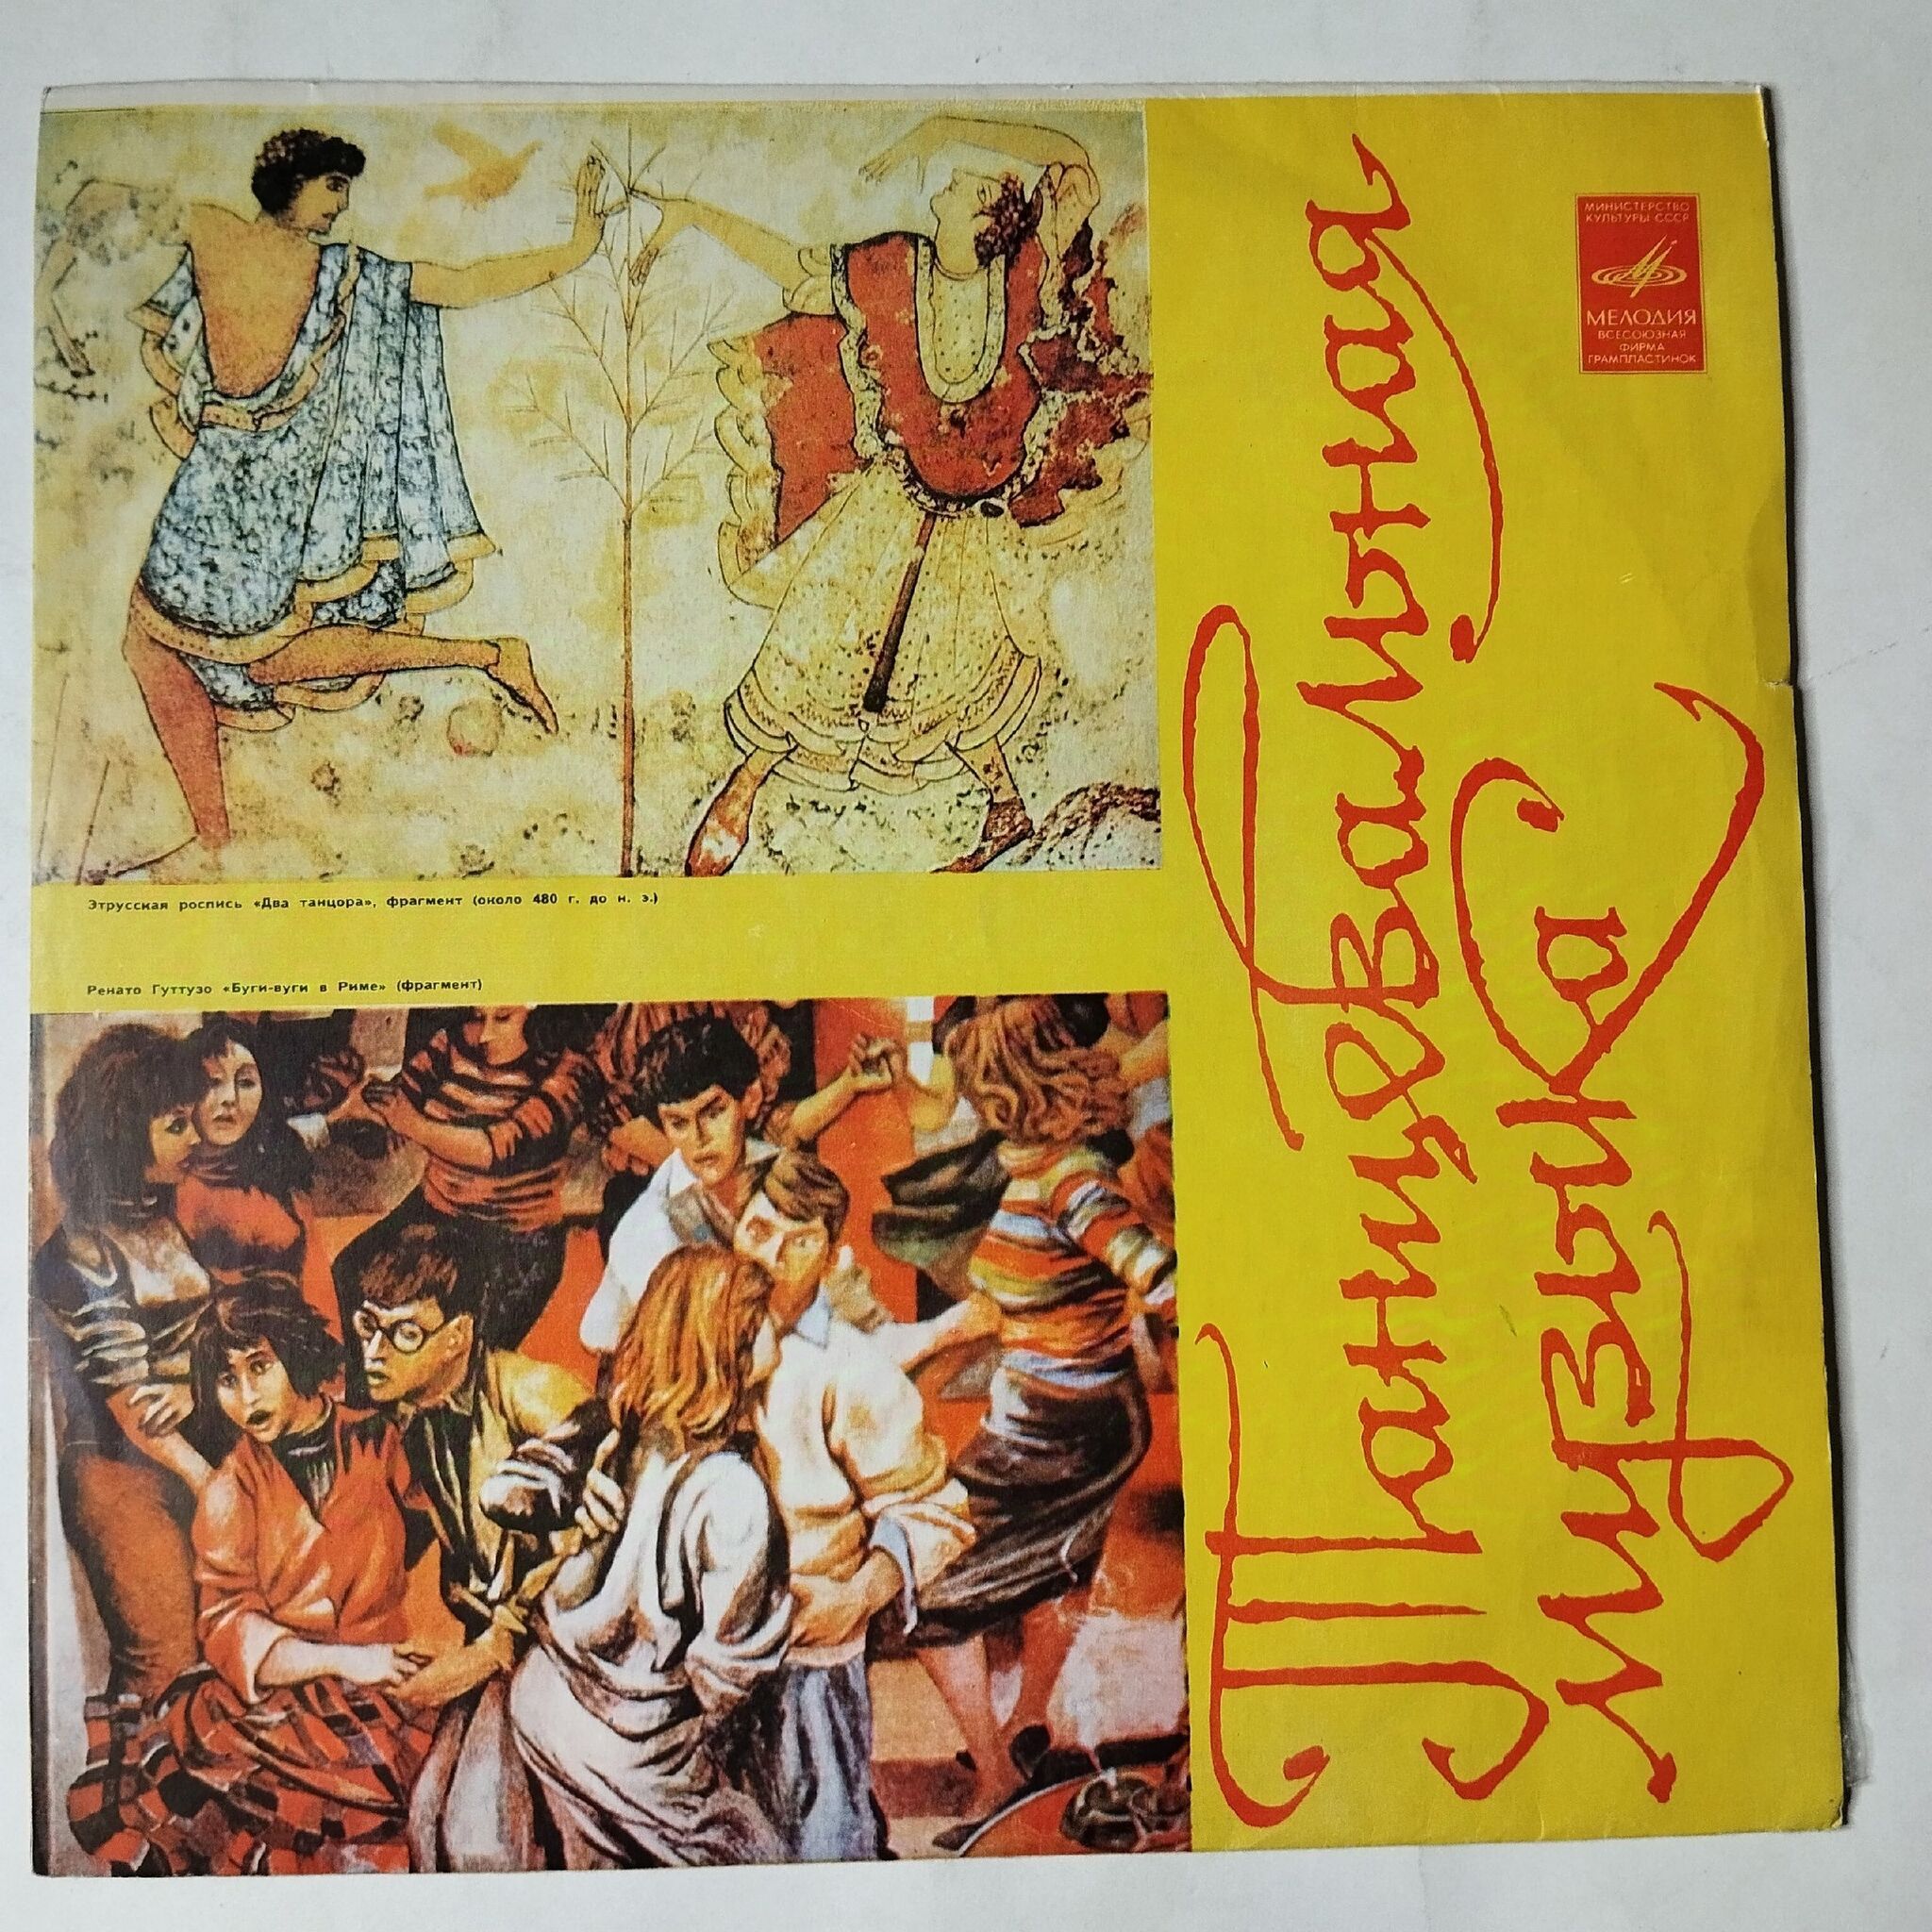 Танцевальная
музыка
МИНИСТЕРСТВО
КУЛЬТУРЫ СССР
МЕЛОДИЯ
ВСЕСОЮЗНАЯ
ФИРМА
ГРАМПЛАСТИНОК
Этрусская роспись «Два танцора», фрагмент (около 480 г. до н. э.)
Ренато Гуттузо «Буги-вуги в Риме» (фрагмент)